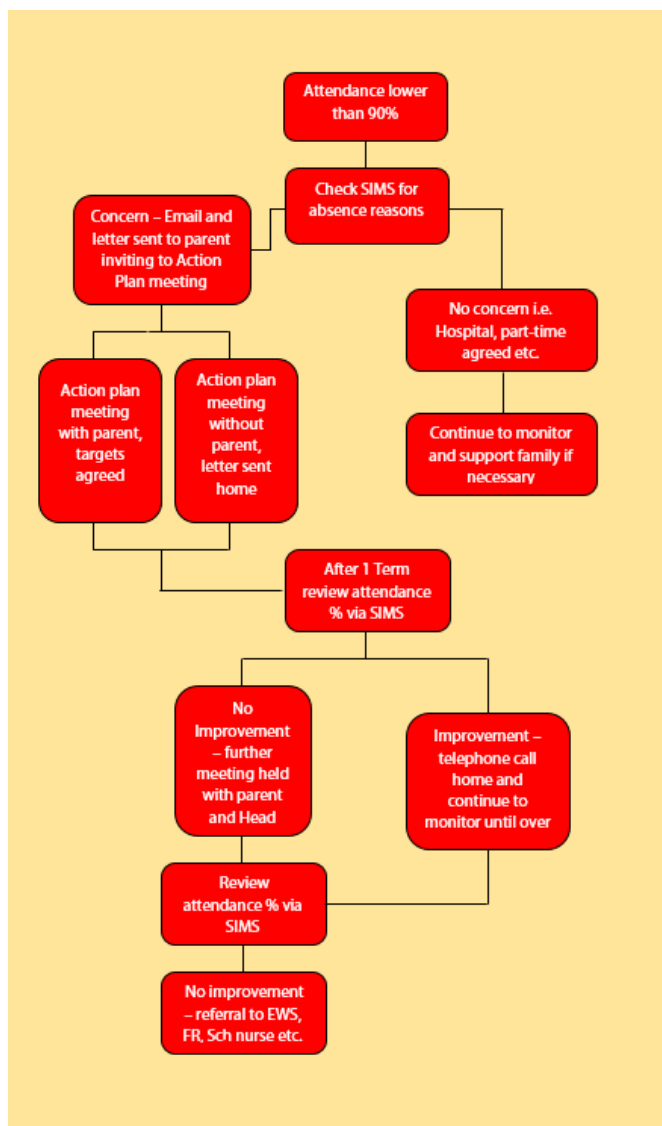 Attendance lower
than 90%
Check SIMS for
absence reasons
Concern – Email and
letter sent to parent
inviting to Action
Plan meeting
No concern i.e.
Hospital, part-time
agreed etc.
Action plan
meeting
with parent,
targets
agreed
Action plan
meeting
without
parent,
letter sent
home
Continue to monitor
and support family if
necessary
After 1 Term
review attendance
% via SIMS
No
Improvement
– further
meeting held
with parent
and Head
Improvement –
telephone call
home and
continue to
monitor until over
Review
attendance % via
SIMS
No improvement
– referral to EWS,
FR, Sch nurse etc.